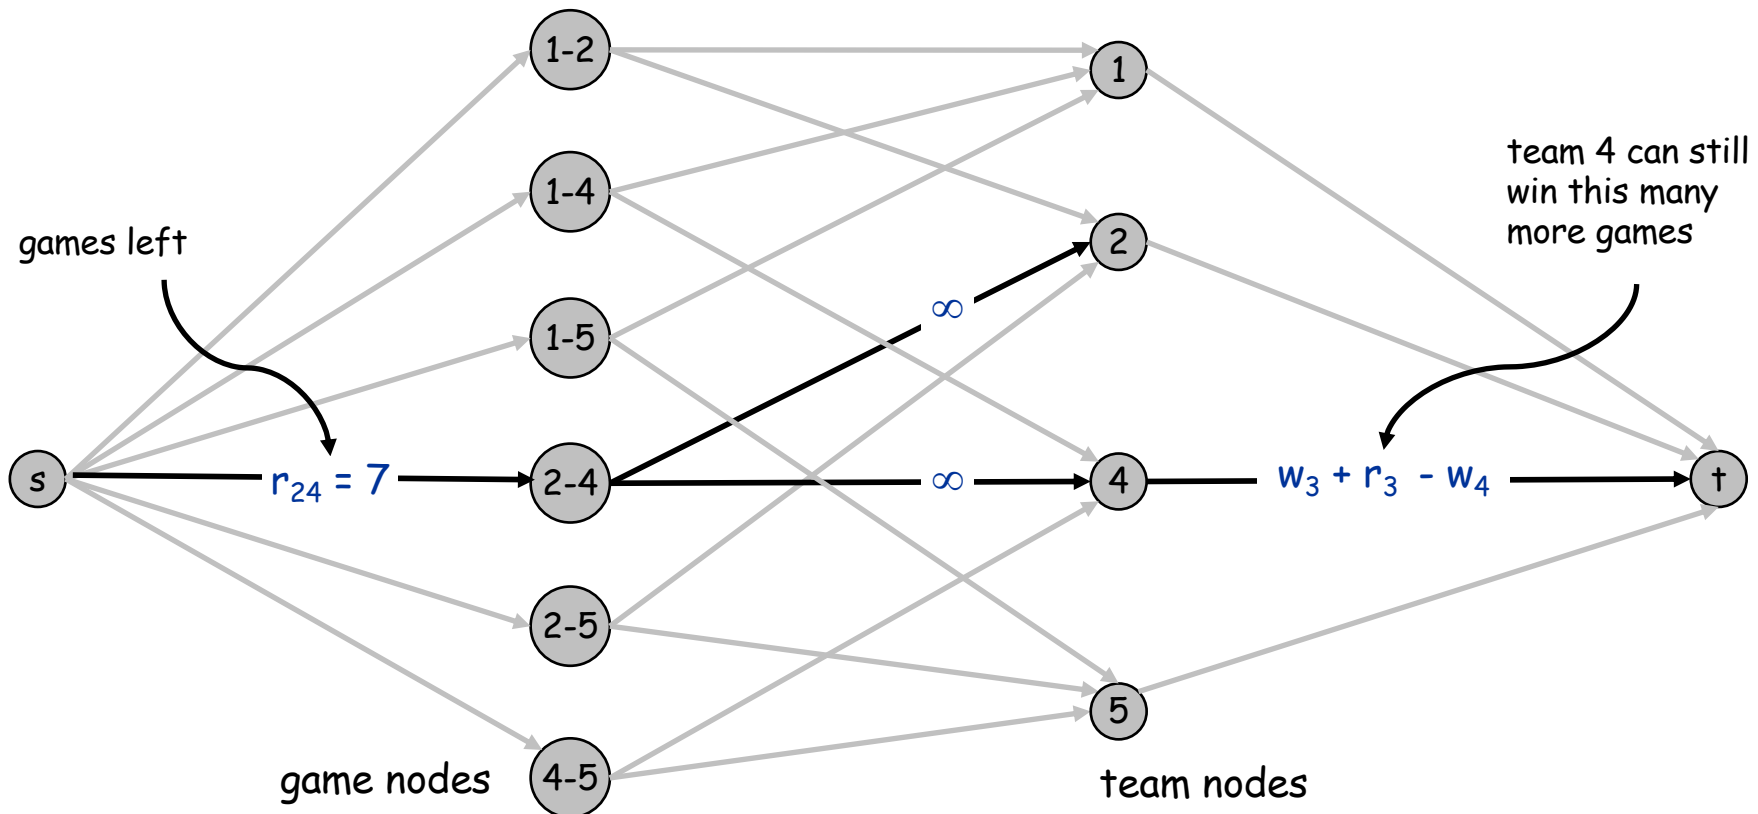 1-2
1
1-4
team 4 can still
win this many
more games
games left
2
∞
1-5
s
r24 = 7
2-4
∞
4
w3 + r3 - w4
t
2-5
5
4-5
game nodes
team nodes